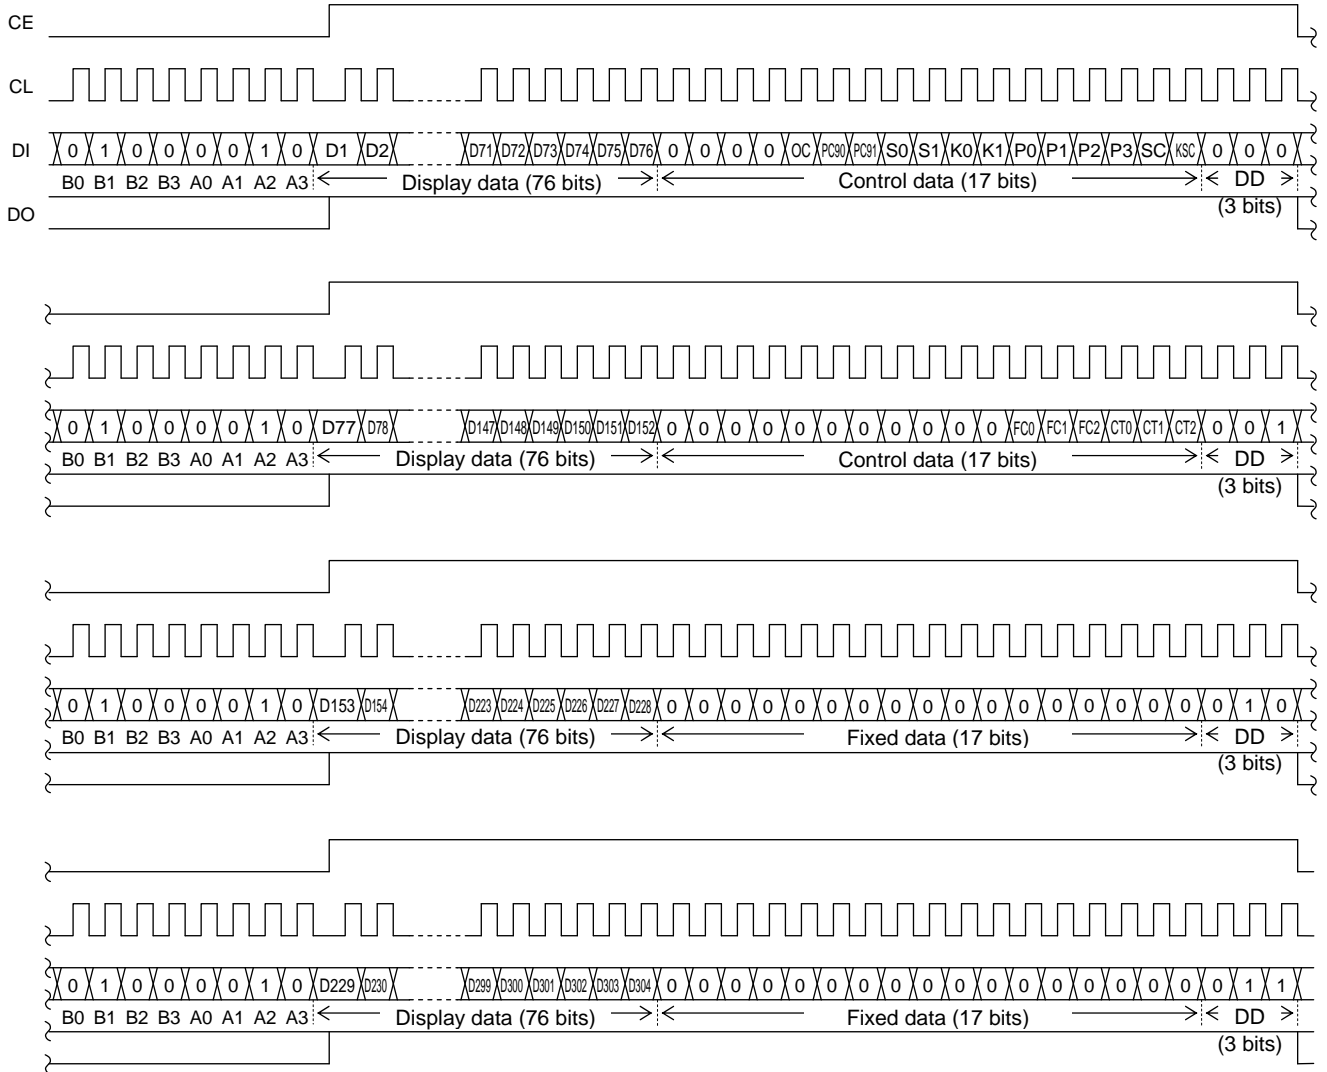 CE
CL
DI 0 1 0 0 0 0 1 0 D1 D2 D71 D72 D73 D74 D75 D76 0 0 0 0 OC PC90 PC91 S0 S1 K0 K1 P0 P1 P2 P3 SC KSC 0 0 0
B0 B1 B2 B3 A0 A1 A2 A3 Display data (76 bits) Control data (17 bits) DD
(3 bits)
DO
0 1 0 0 0 0 1 0 D77 D78 D147 D148 D149 D150 D151 D152 0 0 0 0 0 0 0 0 0 0 0 FC0 FC1 FC2 CT0 CT1 CT2 0 0 1
B0 B1 B2 B3 A0 A1 A2 A3 Display data (76 bits) Control data (17 bits) DD
(3 bits)
0 1 0 0 0 0 1 0 D153 D154 D223 D224 D225 D226 D227 D228 0 0 0 0 0 0 0 0 0 0 0 0 0 0 0 0 0 0 1 0
B0 B1 B2 B3 A0 A1 A2 A3 Display data (76 bits) Fixed data (17 bits) DD
(3 bits)
0 1 0 0 0 0 1 0 D229 D230 D299 D300 D301 D302 D303 D304 0 0 0 0 0 0 0 0 0 0 0 0 0 0 0 0 0 0 1 1
B0 B1 B2 B3 A0 A1 A2 A3 Display data (76 bits) Fixed data (17 bits) DD
(3 bits)